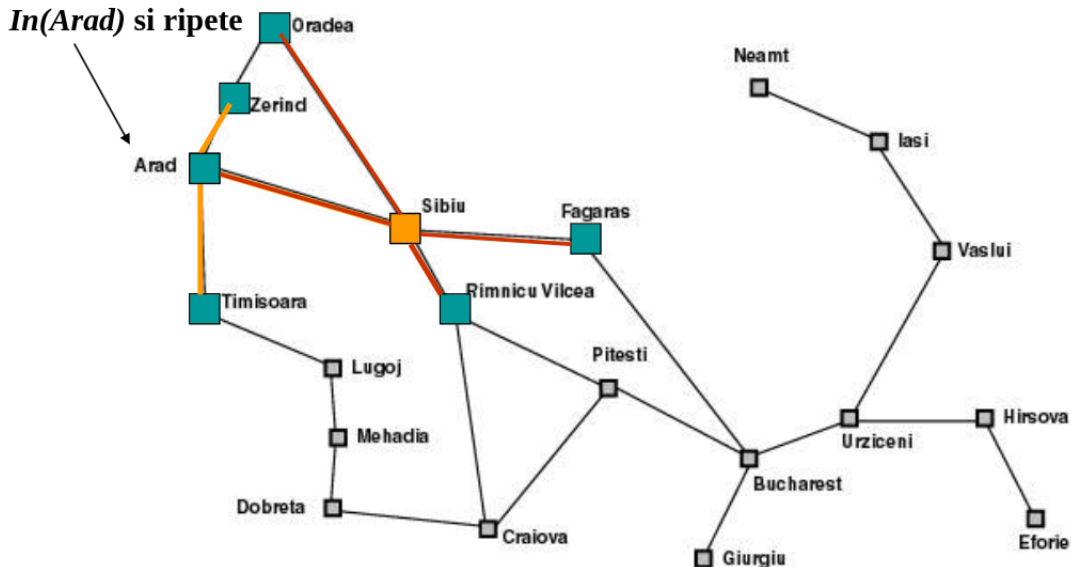 In(Arad) si ripete
Oradea
Neamt
Zerind
Iasi
Arad
Sibiu
Fagaras
Vaslui
Timisoara
Rimnicu Vilcea
Pitesti
Lugoj
Hirsova
Mehadia
Urziceni
Bucharest
Dobreta
Craiova
Giurgiu
Eforie